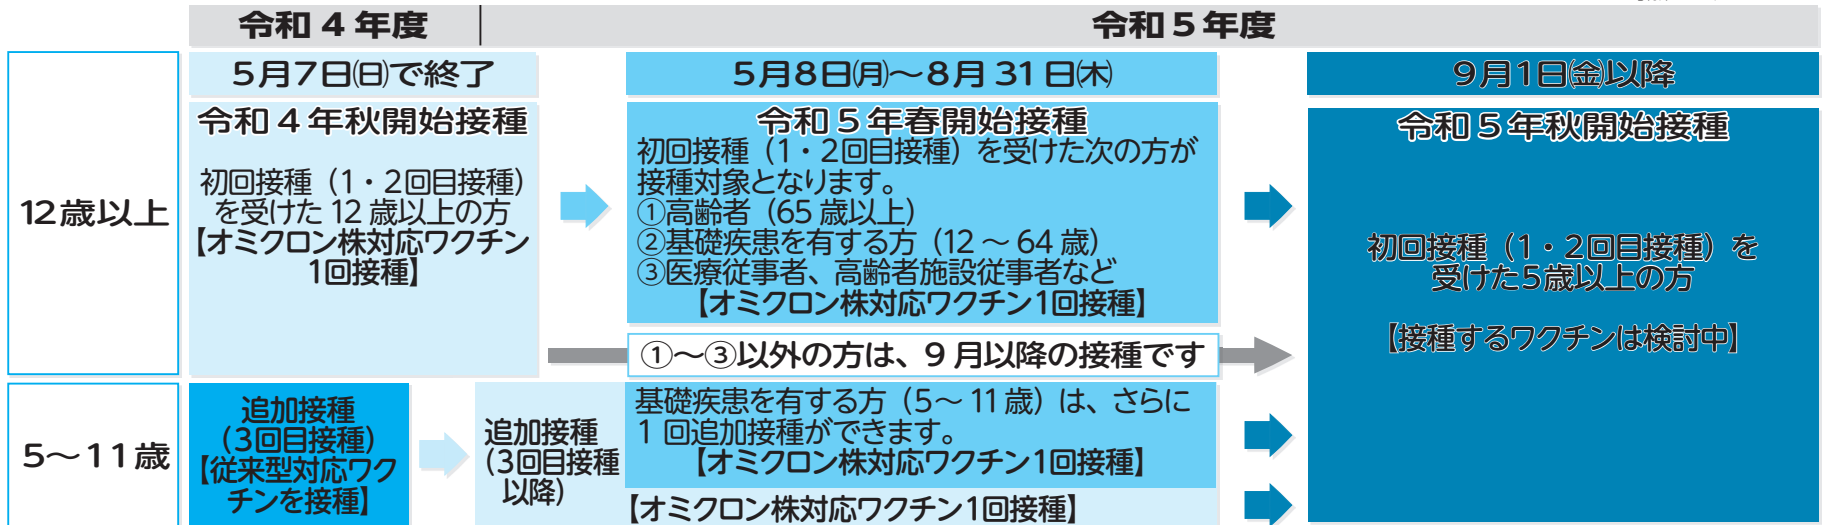 令和4年度
令和5年度
12歳以上
5月7日㈰で終了
令和4年秋開始接種
初回接種（1・2回目接種）
を受けた12歳以上の方
【オミクロン株対応ワクチン
1回接種】
5月8日㈪～8月31日㈭
令和5年春開始接種
初回接種（1・2回目接種）を受けた次の方が
接種対象となります。
①高齢者（65歳以上）
②基礎疾患を有する方（12～64歳）
③医療従事者、高齢者施設従事者など
【オミクロン株対応ワクチン1回接種】
①～③以外の方は、9月以降の接種です
9月1日㈮以降
令和5年秋開始接種
初回接種（1・2回目接種）を
受けた5歳以上の方
【接種するワクチンは検討中】
5～11歳
追加接種
（3回目接種）
【従来型対応ワク
チンを接種】
追加接種
（3回目接種
以降）
基礎疾患を有する方（5～11歳）は、さらに
1回追加接種ができます。
【オミクロン株対応ワクチン1回接種】
【オミクロン株対応ワクチン1回接種】